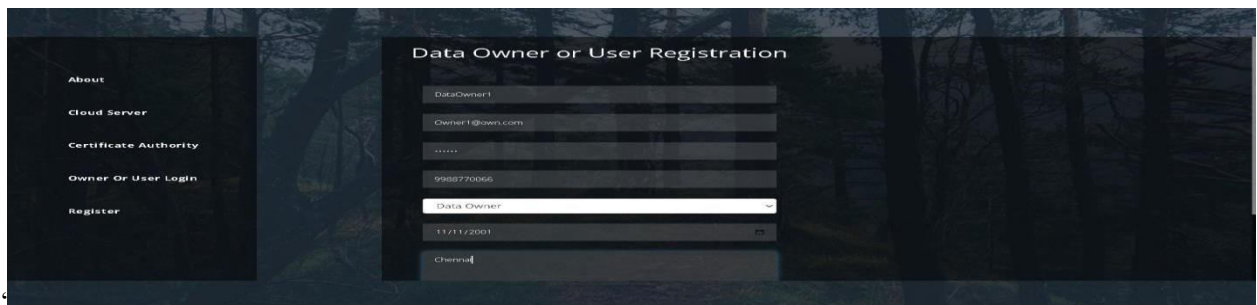 Data Owner or User Registration
About
Cloud Server
Certificate Authority
Owner Or User Login
Register
DataOwner1
Owner1@own.com
......
9988770066
Data Owner
11/11/2001
Chennai
‘